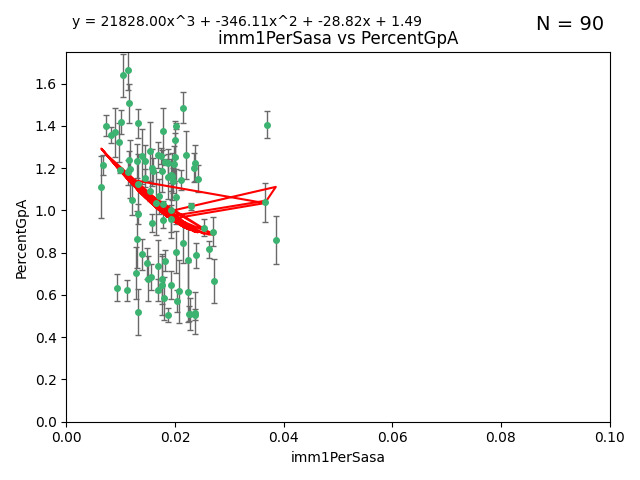 y = 21828.00x^3 + -346.11x^2 + -28.82x + 1.49
N = 90
imm1PerSasa vs PercentGpA
PercentGpA
1.6
1.4
1.2
1.0
0.8
0.6
0.4
0.2
0.0
0.00 0.02 0.04 0.06 0.08 0.10
imm1PerSasa